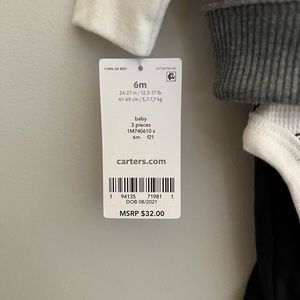 6m
24-27 in / 12.5-17 lb
61-69 cm / 5,7-7,7 kg
baby
3 pieces
1M740610 s
6m f21
carters.com
1 94135 71981 1
DOB 08/2021
MSRP $32.00